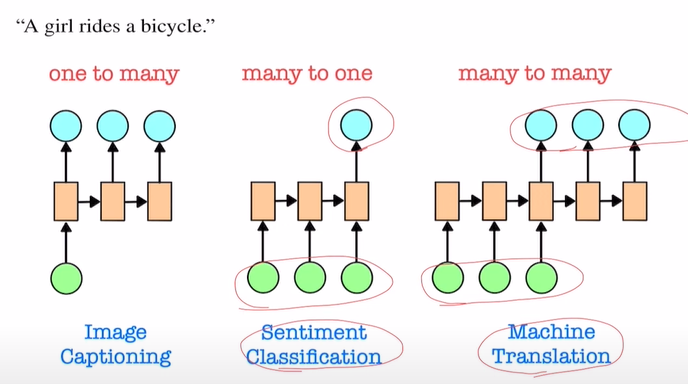 “A girl rides a bicycle.”
one to many
many to one
many to many
Image
Captioning
Sentiment
Classification
Machine
Translation